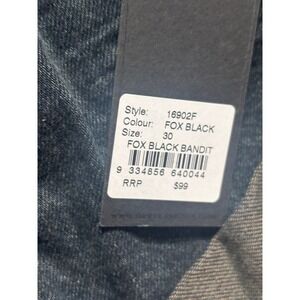 Style: 16902F
Colour: FOX BLACK
Size: 30
FOX BLACK BANDIT
9 334856 640044
RRP $99